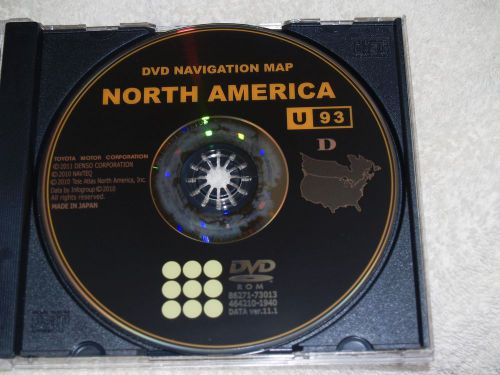 DVD NAVIGATION MAP
NORTH AMERICA
U 93
D
TOYOTA MOTOR CORPORATION
©2011 DENSO CORPORATION
©2010 NAVTEQ
©2010 Tele Atlas North America, Inc.
Data by Infogroup©2010
All rights reserved.
MADE IN JAPAN
DVD
ROM
86271-73013
464210-1940
DATA ver.11.1